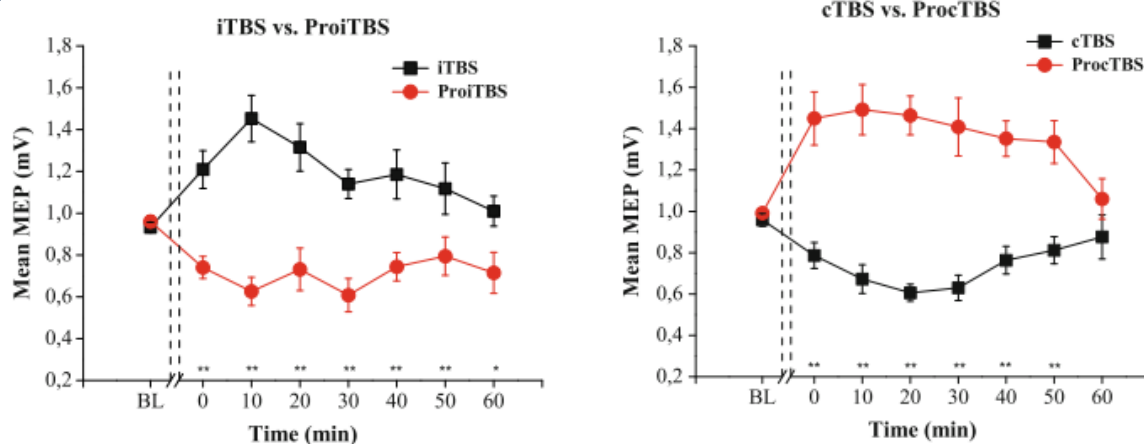 iTBS vs. ProiTBS
1,8
1,6
1,4
1,2
1,0
0,8
0,6
0,4
0,2
Mean MEP (mV)
iTBS
ProiTBS
** ** ** ** ** ** *
BL 0 10 20 30 40 50 60
Time (min)
cTBS vs. ProcTBS
1,8
1,6
1,4
1,2
1,0
0,8
0,6
0,4
0,2
Mean MEP (mV)
cTBS
ProcTBS
** ** ** ** ** **
BL 0 10 20 30 40 50 60
Time (min)